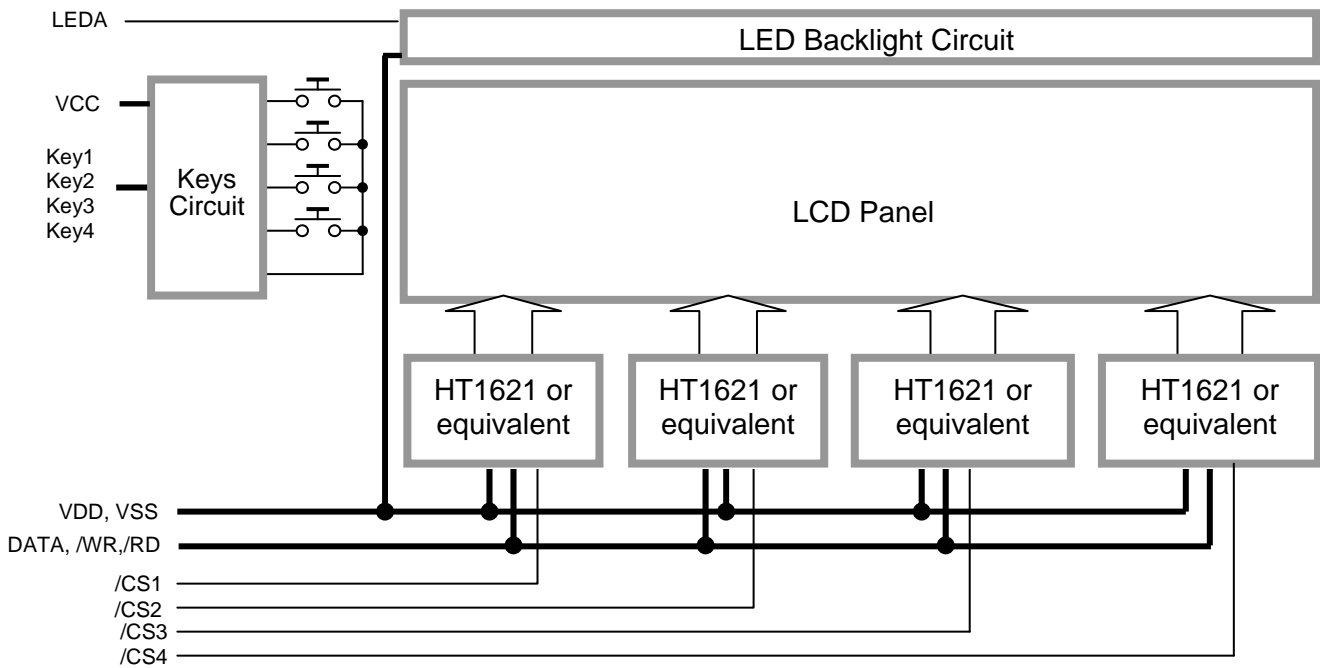 LEDA
LED Backlight Circuit
VCC
Key1
Key2
Key3
Key4
Keys
Circuit
LCD Panel
HT1621 or
equivalent
HT1621 or
equivalent
HT1621 or
equivalent
HT1621 or
equivalent
VDD, VSS
DATA, /WR,/RD
/CS1
/CS2
/CS3
/CS4